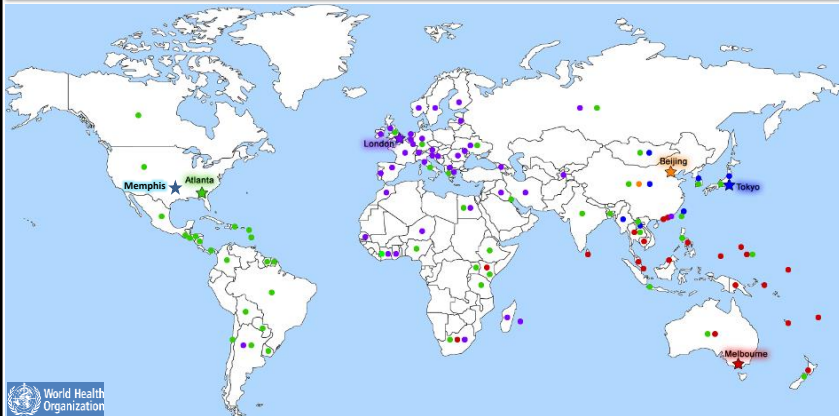 London
Beijing
Memphis
Atlanta
Tokyo
Melbourne
World Health
Organization